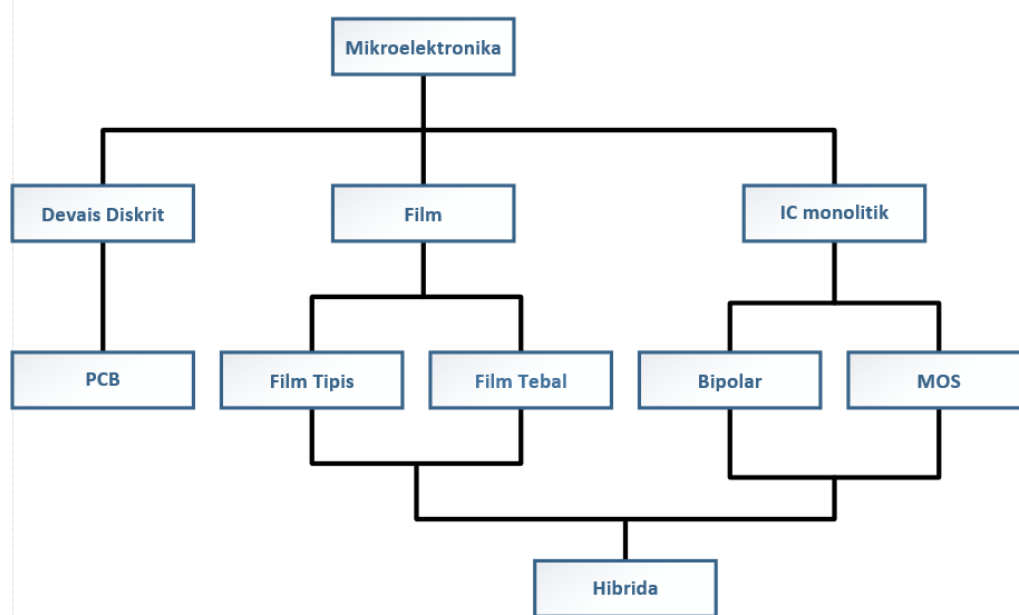 Mikroelektronika
Devais Diskrit
Film
IC monolitik
PCB
Film Tipis
Film Tebal
Bipolar
MOS
Hibrida